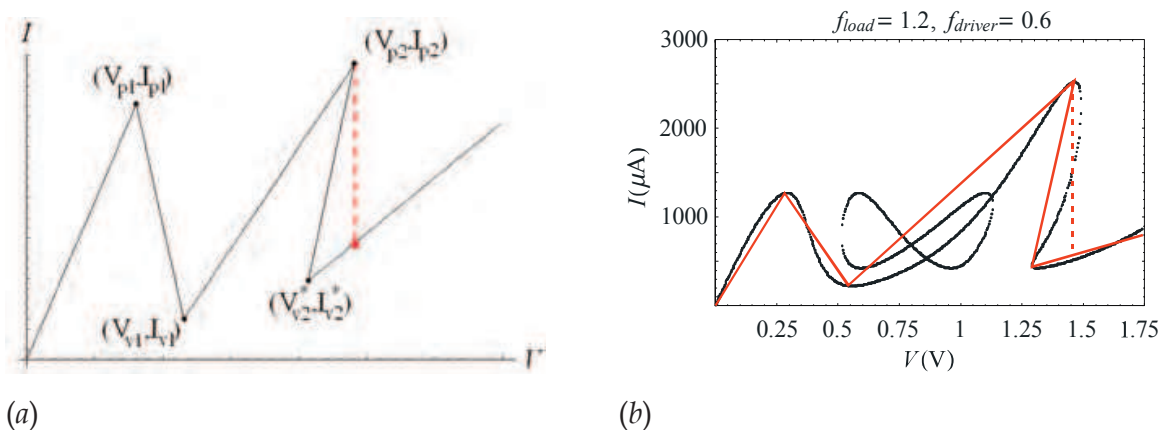 I
(Vp1,Ip1)
(Vp2,Ip2)
(Vv1,Iv1)
(V*v2,I*v2)
V
(a)
fload= 1.2, fdriver= 0.6
3000
2000
1000
I(μA)
0.25 0.5 0.75 1 1.25 1.5 1.75
V(V)
(b)